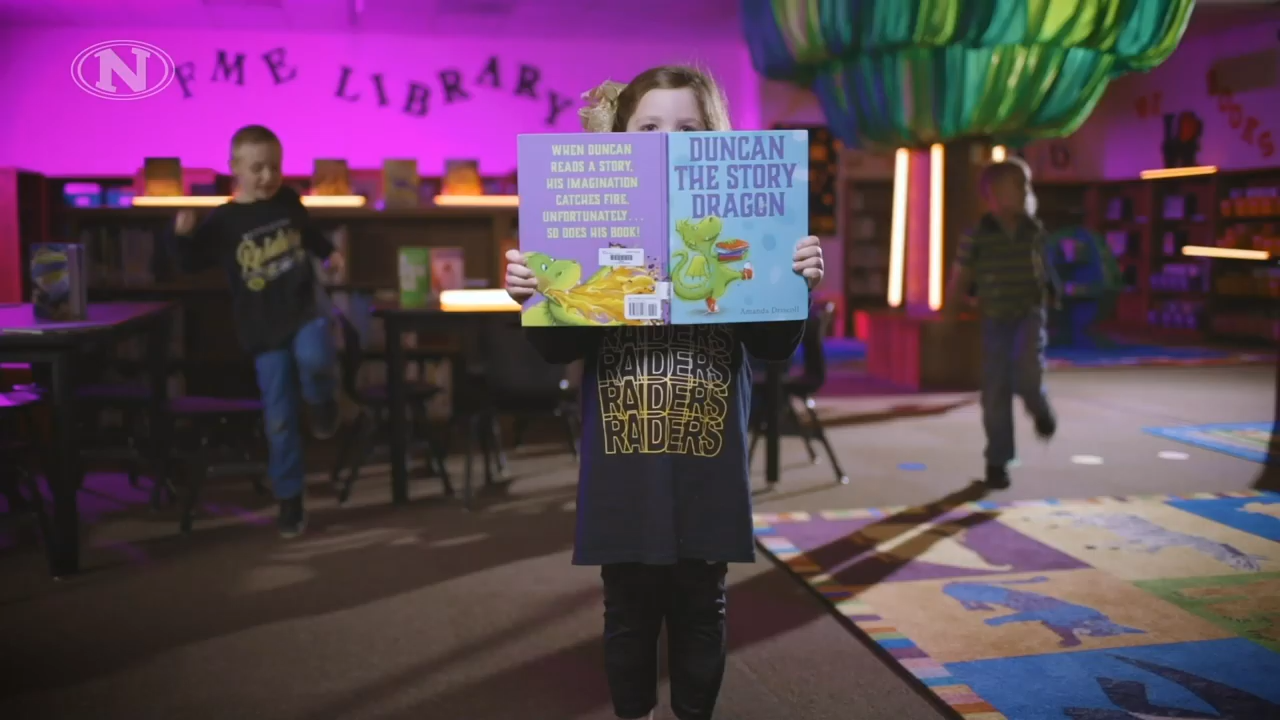 N
FME LIBRARY
WHEN DUNCAN
READS A STORY,
HIS IMAGINATION
CATCHES FIRE.
UNFORTUNATELY...
SO DOES HIS BOOK!
DUNCAN
THE STORY
DRAGON
Amanda Driscoll
RAIDERS
RAIDERS
RAIDERS
RAIDERS
Raiders